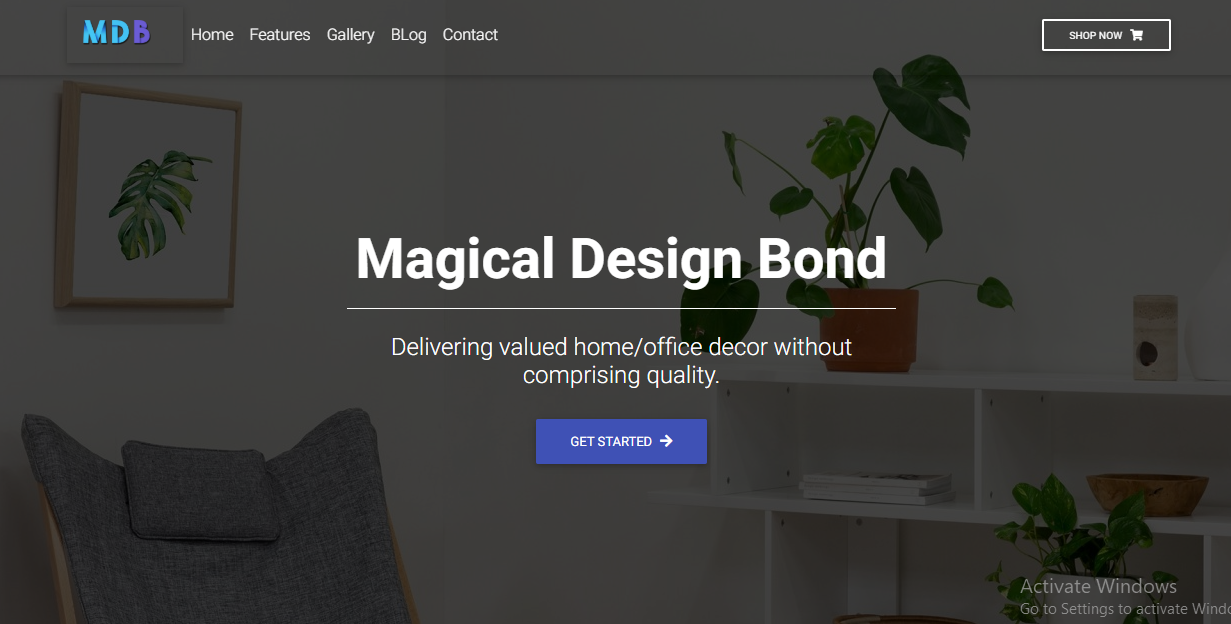 MDB
Home Features Gallery BLog Contact
SHOP NOW
Magical Design Bond
Delivering valued home/office decor without
comprising quality.
GET STARTED
Activate Windows
Go to Settings to activate Windo